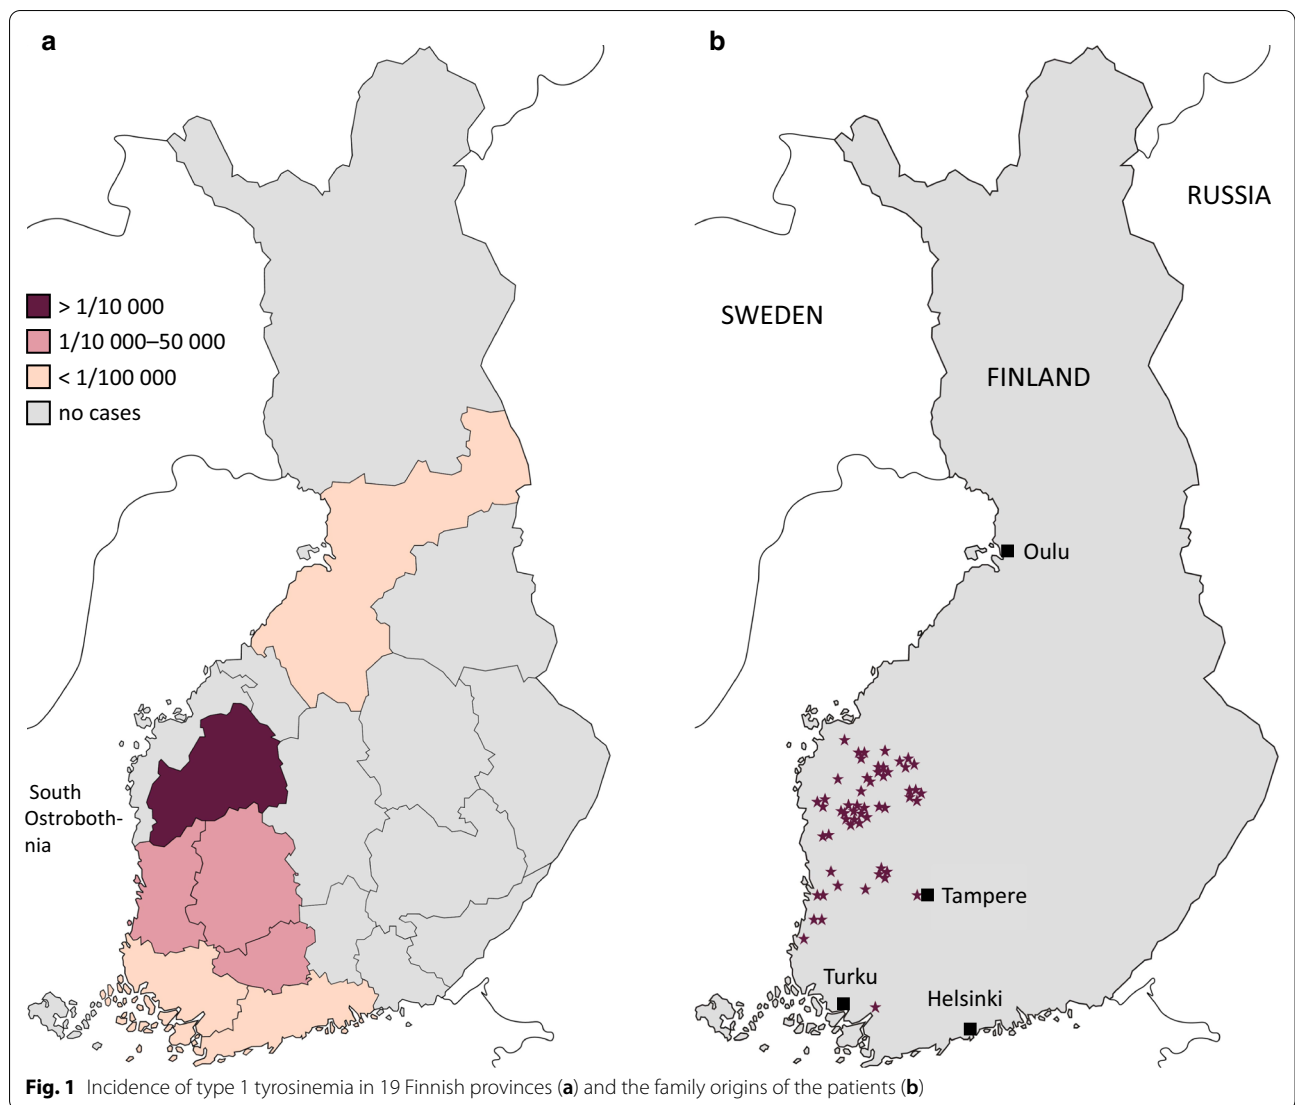 a
> 1/10 000
1/10 000–50 000
< 1/100 000
no cases
South
Ostroboth-
nia
b
RUSSIA
SWEDEN
FINLAND
Oulu
Tampere
Turku
Helsinki
Fig. 1 Incidence of type 1 tyrosinemia in 19 Finnish provinces (a) and the family origins of the patients (b)